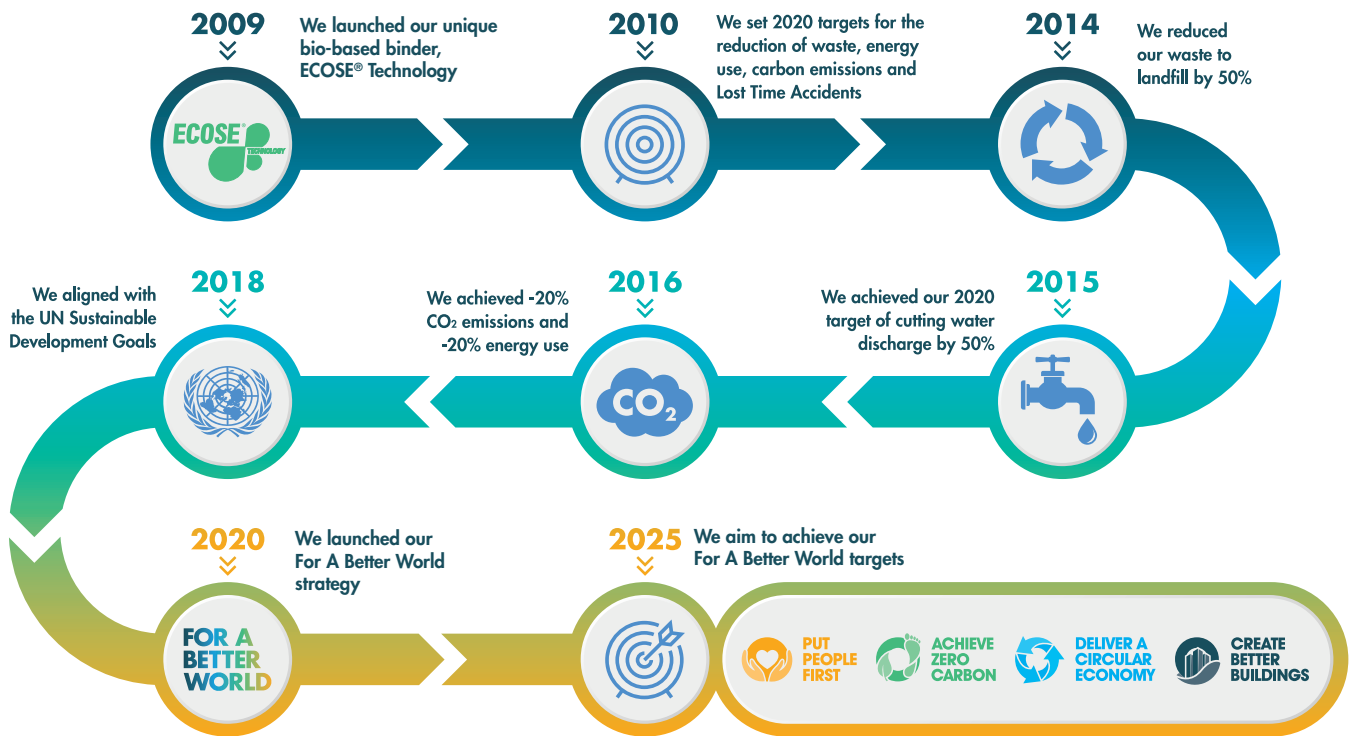 2009
We launched our unique
bio-based binder,
ECOSE® Technology
ECOSE®
TECHNOLOGY
2010
We set 2020 targets for the
reduction of waste, energy
use, carbon emissions and
Lost Time Accidents
2014
We reduced
our waste to
landfill by 50%
2015
We achieved our 2020
target of cutting water
discharge by 50%
2016
We achieved -20%
CO₂ emissions and
-20% energy use
CO₂
2018
We aligned with
the UN Sustainable
Development Goals
2020
We launched our
For A Better World
strategy
FOR A
BETTER
WORLD
2025
We aim to achieve our
For A Better World targets
PUT
PEOPLE
FIRST
ACHIEVE
ZERO
CARBON
DELIVER A
CIRCULAR
ECONOMY
CREATE
BETTER
BUILDINGS